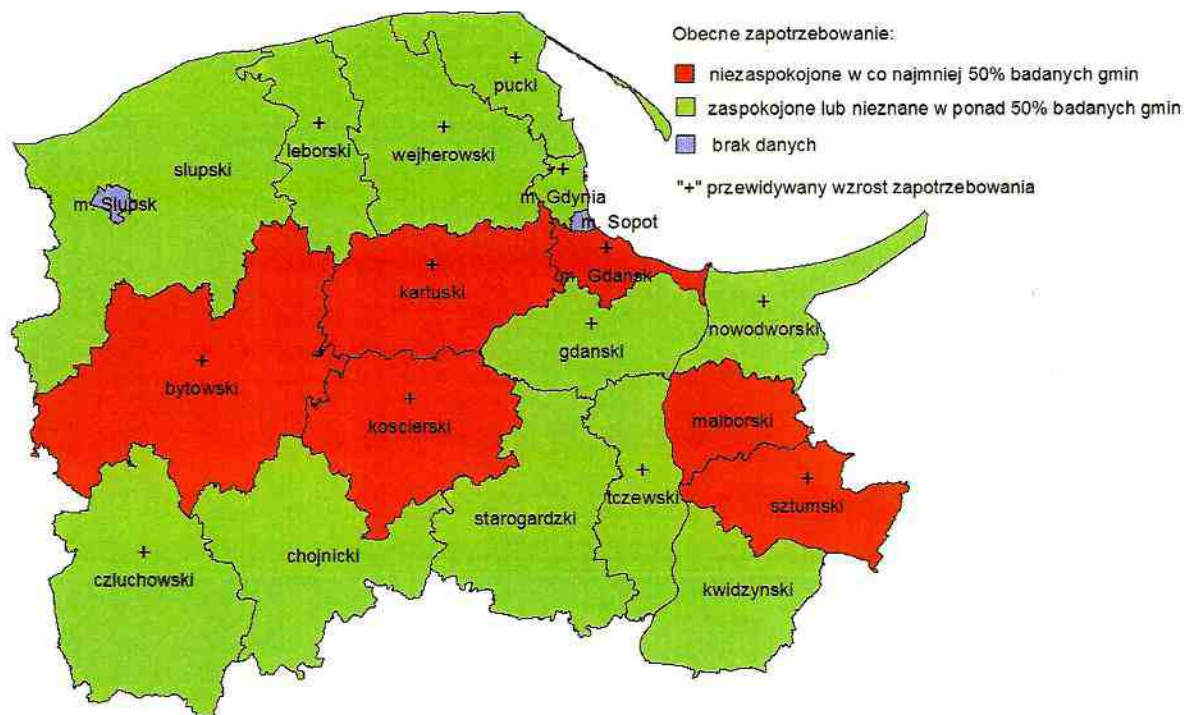 Obecne zapotrzebowanie:
niezaspokojone w co najmniej 50% badanych gmin
zaspokojone lub nieznane w ponad 50% badanych gmin
brak danych
"+" przewidywany wzrost zapotrzebowania
+
pucki
+
leborski
+
wejherowski
slupski
+
m. Gdynia
m. Slupsk
m. Sopot
+
m. Gdansk
+
kartuski
+
nowodworski
+
gdanski
+
bytowski
+
koscierski
malborski
+
tczewski
+
sztumski
starogardzki
chojnicki
+
czluchowski
kwidzynski